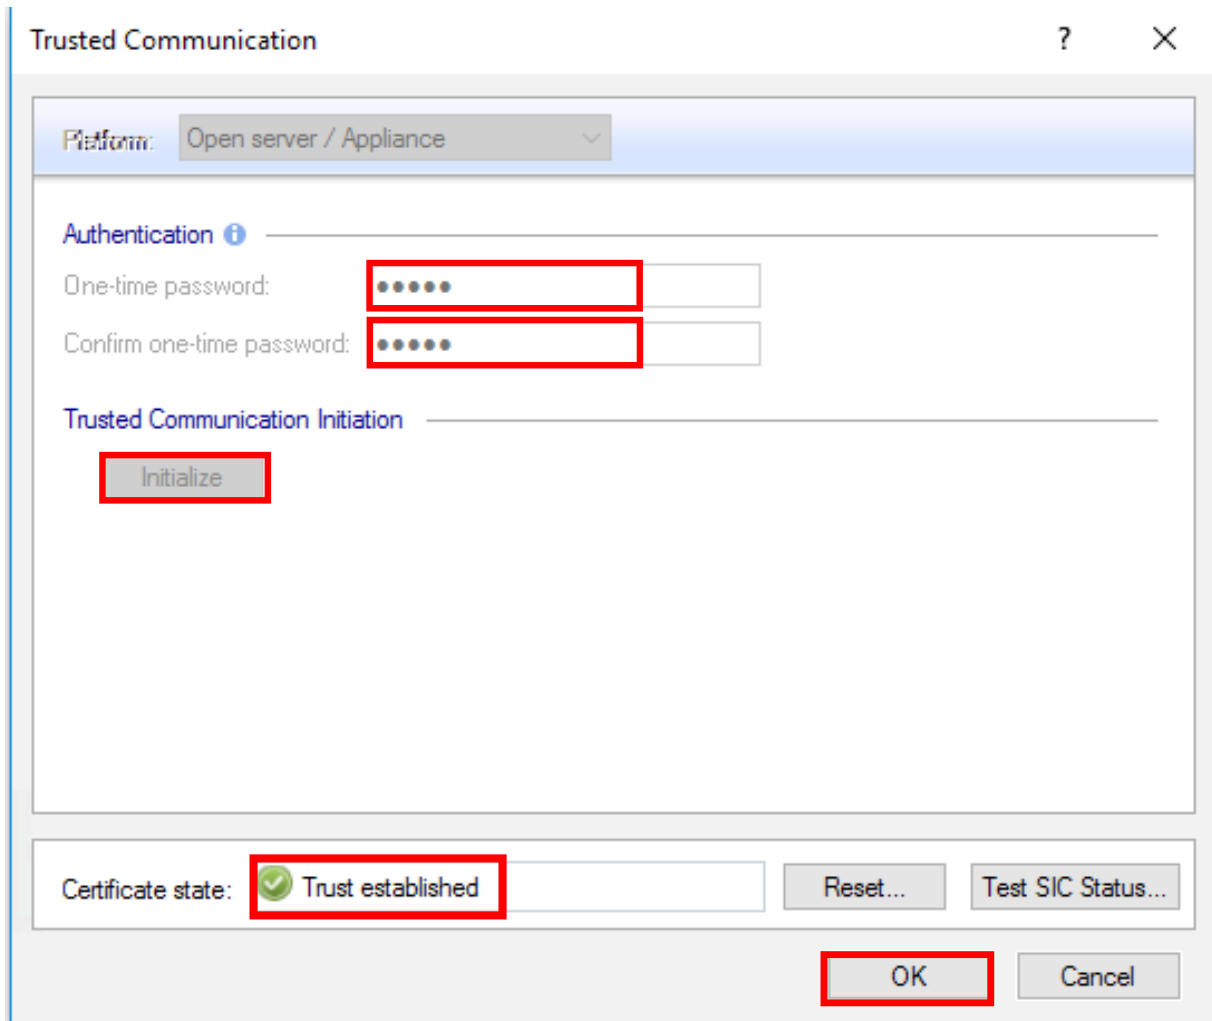 Trusted Communication ?
Platform: Open server / Appliance
Authentication
One-time password: •••••
Confirm one-time password: •••••
Trusted Communication Initiation
Initialize
Certificate state: Trust established Reset... Test SIC Status...
OK Cancel